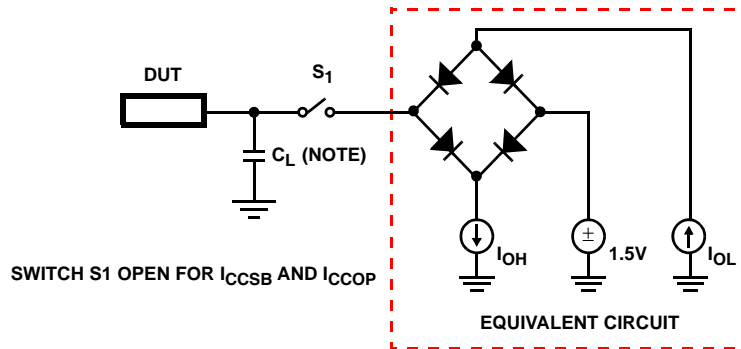 DUT
S1
CL (NOTE)
±
IOH
1.5V
IOL
SWITCH S1 OPEN FOR ICCSB AND ICCOP
EQUIVALENT CIRCUIT